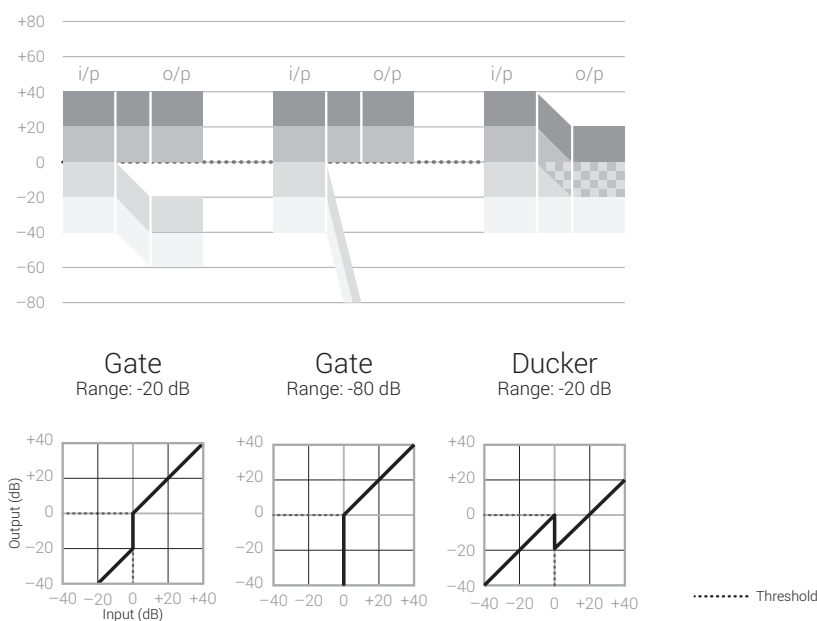 +80
+60
i/p o/p i/p o/p i/p o/p
+40
+20
0
−20
−40
−60
−80
Gate Gate Ducker
Range: -20 dB Range: -80 dB Range: -20 dB
Output (dB)
+40
+20
0
−20
−40
−40 −20 0 +20 +40
Input (dB)
+40
+20
0
−20
−40
−40 −20 0 +20 +40
+40
+20
0
−20
−40
−40 −20 0 +20 +40
Threshold